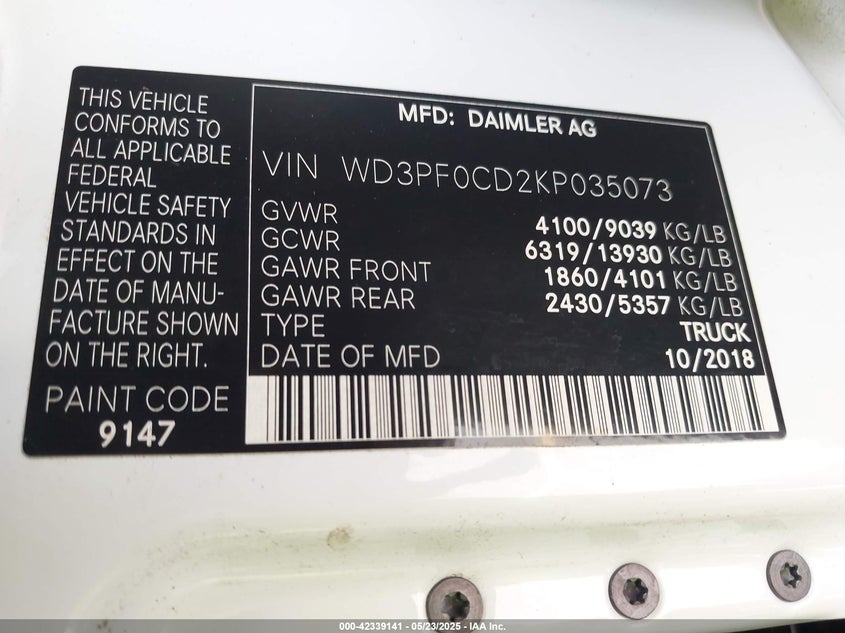 THIS VEHICLE
CONFORMS TO
ALL APPLICABLE
FEDERAL
VEHICLE SAFETY
STANDARDS IN
EFFECT ON THE
DATE OF MANU-
FACTURE SHOWN
ON THE RIGHT.
PAINT CODE
9147
MFD: DAIMLER AG
VIN WD3PF0CD2KP035073
GVWR 4100/9039 KG/LB
GCWR 6319/13930 KG/LB
GAWR FRONT 1860/4101 KG/LB
GAWR REAR 2430/5357 KG/LB
TYPE TRUCK
DATE OF MFD 10/2018
000-42339141 — 05/23/2025 — IAA Inc.